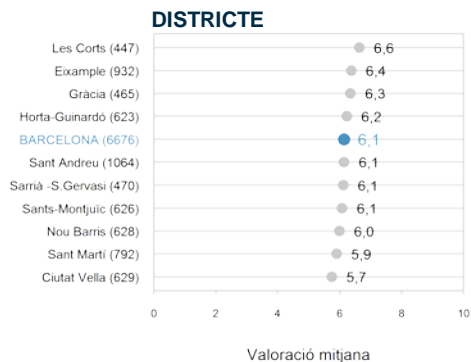 DISTRICTE
Les Corts (447) 6,6
Eixample (932) 6,4
Gràcia (465) 6,3
Horta-Guinardó (623) 6,2
BARCELONA (6676) 6,1
Sant Andreu (1064) 6,1
Sarrià -S.Gervasi (470) 6,1
Sants-Montjuïc (626) 6,1
Nou Barris (628) 6,0
Sant Martí (792) 5,9
Ciutat Vella (629) 5,7
0 2 4 6 8 10
Valoració mitjana